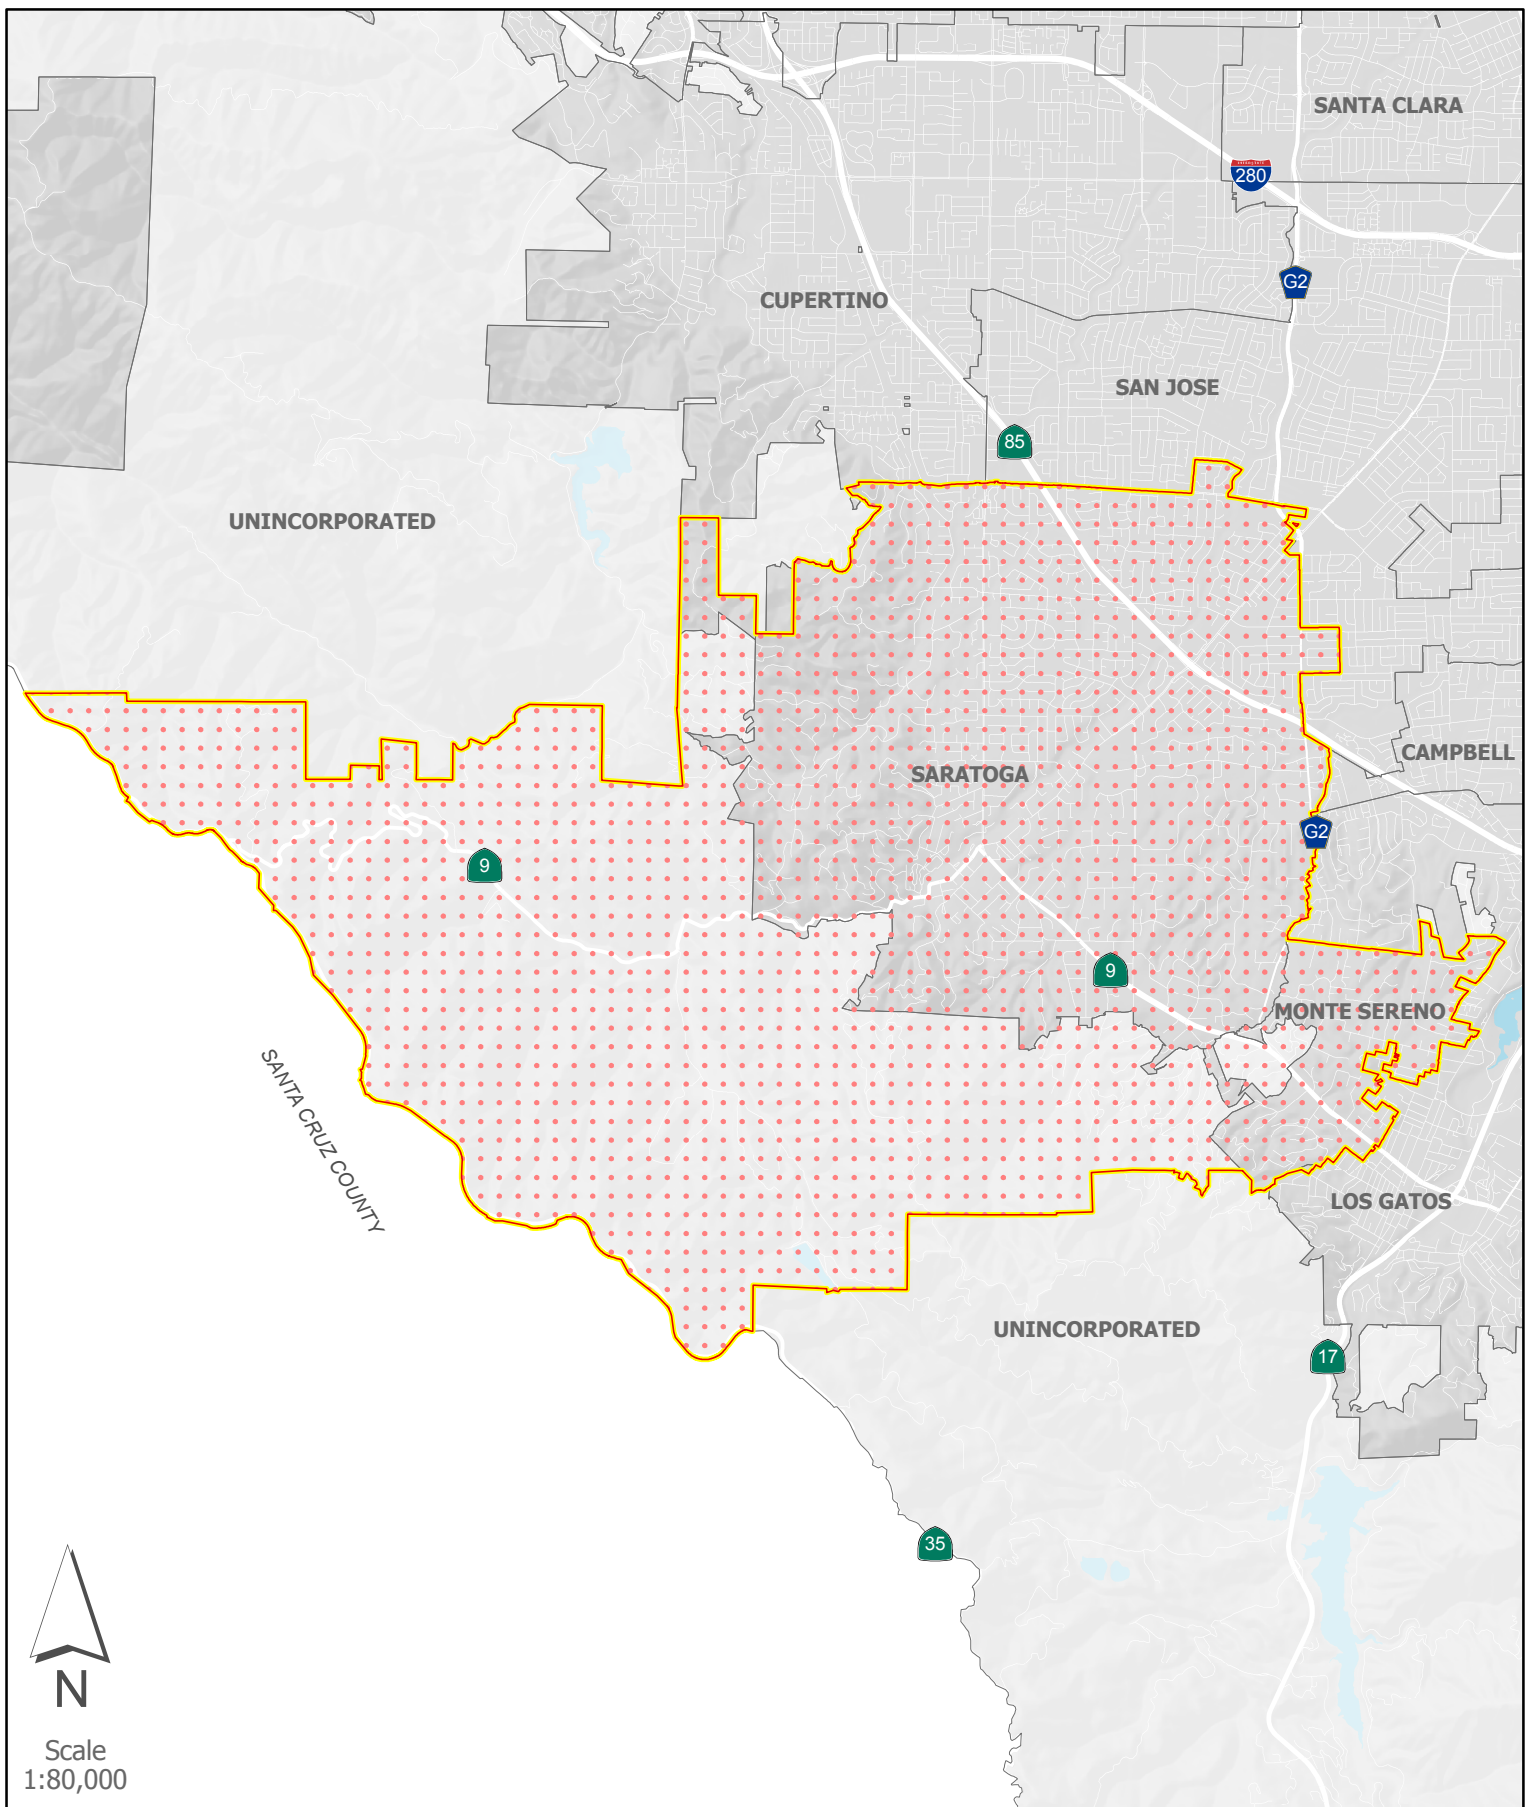 SANTA CLARA
280
G2
CUPERTINO
SAN JOSE
85
UNINCORPORATED
CAMPBELL
SARATOGA
G2
9
9
MONTE SERENO
SANTA CRUZ COUNTY
LOS GATOS
UNINCORPORATED
17
35
N
Scale
1:80,000